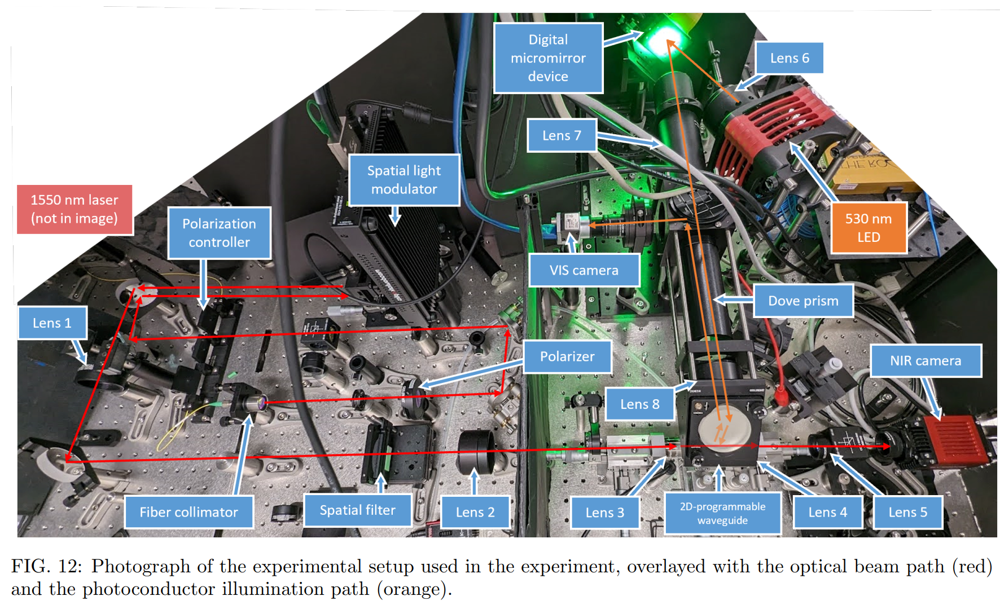 Digital
micromirror
device
Lens 6
Lens 7
Spatial light
modulator
1550 nm laser
(not in image)
Polarization
controller
530 nm
LED
VIS camera
Dove prism
Lens 1
Polarizer
NIR camera
Lens 8
Fiber collimator
Spatial filter
Lens 2
Lens 3
2D-programmable
waveguide
Lens 4
Lens 5
FIG. 12: Photograph of the experimental setup used in the experiment, overlayed with the optical beam path (red)
and the photoconductor illumination path (orange).